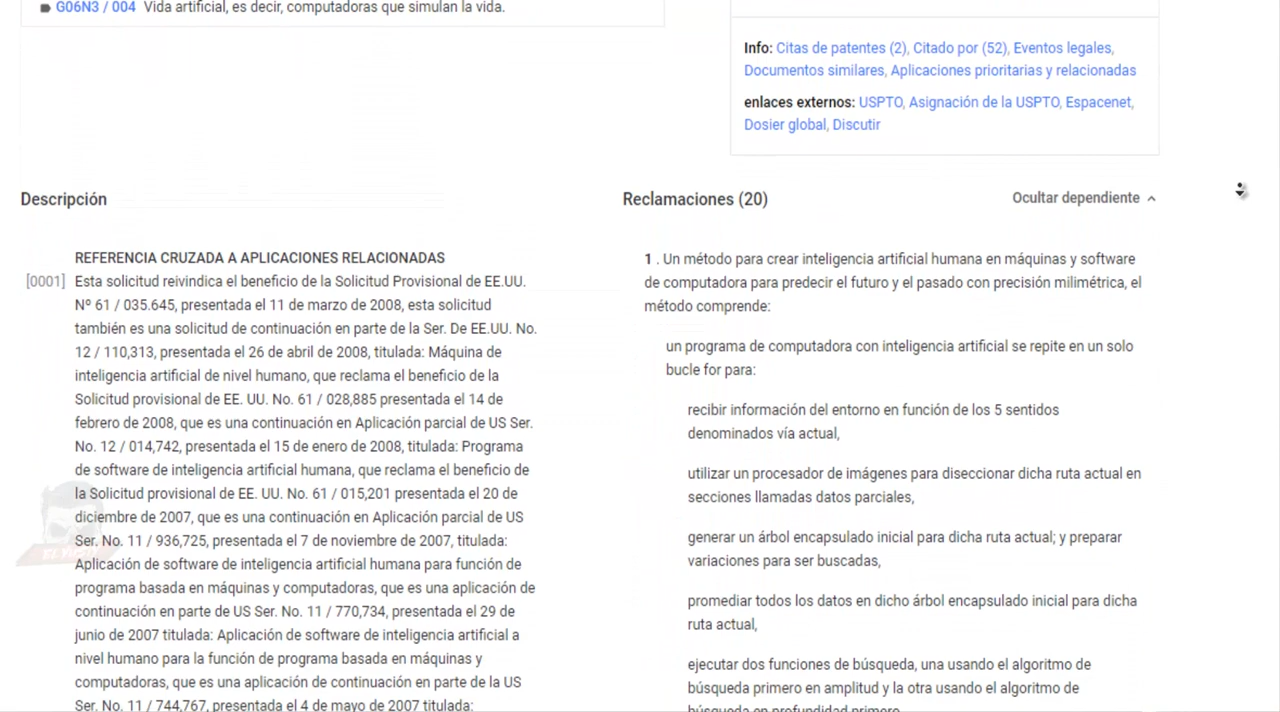 G06N3 / 004 Vida artificial, es decir, computadoras que simulan la vida.
Info: Citas de patentes (2), Citado por (52), Eventos legales,
Documentos similares, Aplicaciones prioritarias y relacionadas
enlaces externos: USPTO, Asignación de la USPTO, Espacenet,
Dosier global, Discutir
Descripción
REFERENCIA CRUZADA A APLICACIONES RELACIONADAS
[0001] Esta solicitud reivindica el beneficio de la Solicitud Provisional de EE.UU.
Nº 61 / 035.645, presentada el 11 de marzo de 2008, esta solicitud
también es una solicitud de continuación en parte de la Ser. De EE.UU. No.
12 / 110,313, presentada el 26 de abril de 2008, titulada: Máquina de
inteligencia artificial de nivel humano, que reclama el beneficio de la
Solicitud provisional de EE. UU. No. 61 / 028,885 presentada el 14 de
febrero de 2008, que es una continuación en Aplicación parcial de US Ser.
No. 12 / 014,742, presentada el 15 de enero de 2008, titulada: Programa
de software de inteligencia artificial humana, que reclama el beneficio de
la Solicitud provisional de EE. UU. No. 61 / 015,201 presentada el 20 de
diciembre de 2007, que es una continuación en Aplicación parcial de US
Ser. No. 11 / 936,725, presentada el 7 de noviembre de 2007, titulada:
Aplicación de software de inteligencia artificial humana para función de
programa basada en máquinas y computadoras, que es una aplicación de
continuación en parte de US Ser. No. 11 / 770,734, presentada el 29 de
junio de 2007 titulada: Aplicación de software de inteligencia artificial a
nivel humano para la función de programa basada en máquinas y
computadoras, que es una aplicación de continuación en parte de la US
Ser. No. 11 / 744,767, presentada el 4 de mayo de 2007 titulada:
Reclamaciones (20)
Ocultar dependiente
1 . Un método para crear inteligencia artificial humana en máquinas y software
de computadora para predecir el futuro y el pasado con precisión milimétrica, el
método comprende:
un programa de computadora con inteligencia artificial se repite en un solo
bucle for para:
recibir información del entorno en función de los 5 sentidos
denominados vía actual,
utilizar un procesador de imágenes para diseccionar dicha ruta actual en
secciones llamadas datos parciales,
generar un árbol encapsulado inicial para dicha ruta actual; y preparar
variaciones para ser buscadas,
promediar todos los datos en dicho árbol encapsulado inicial para dicha
ruta actual,
ejecutar dos funciones de búsqueda, una usando el algoritmo de
búsqueda primero en amplitud y la otra usando el algoritmo de
búsqueda en profundidad primero